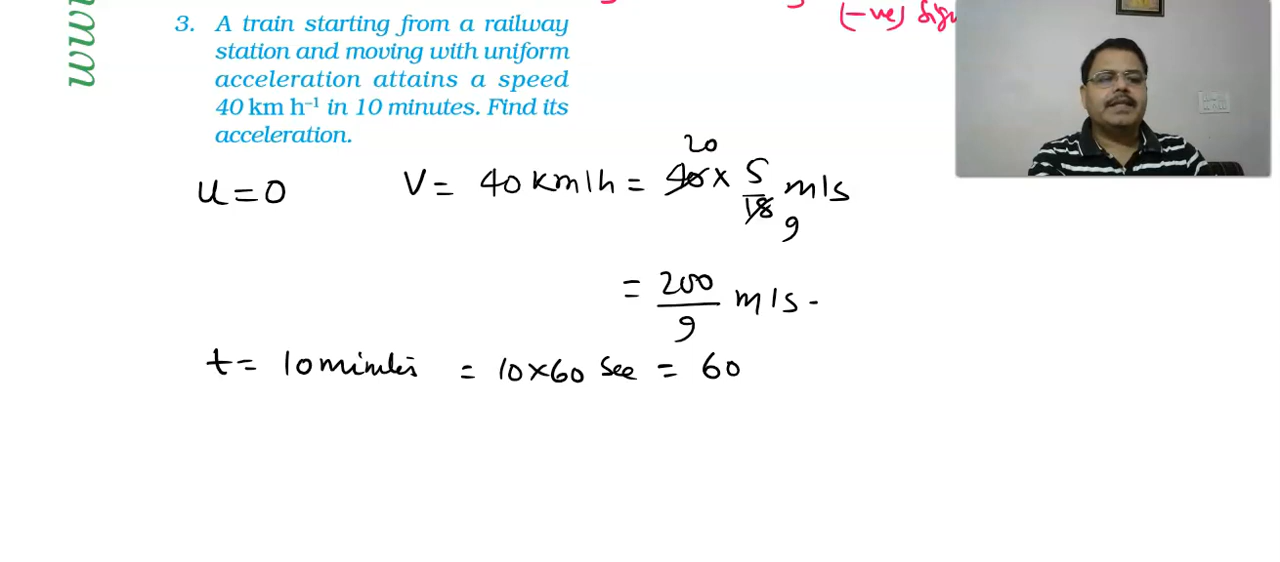 www
(-ve) Sign
3. A train starting from a railway
station and moving with uniform
acceleration attains a speed
40 km h⁻¹ in 10 minutes. Find its
acceleration.
20
u = 0 V = 40 km/h = 40 × 5/18 m/s
9
= 200/9 m/s -
t = 10 minutes = 10×60 Sec = 60